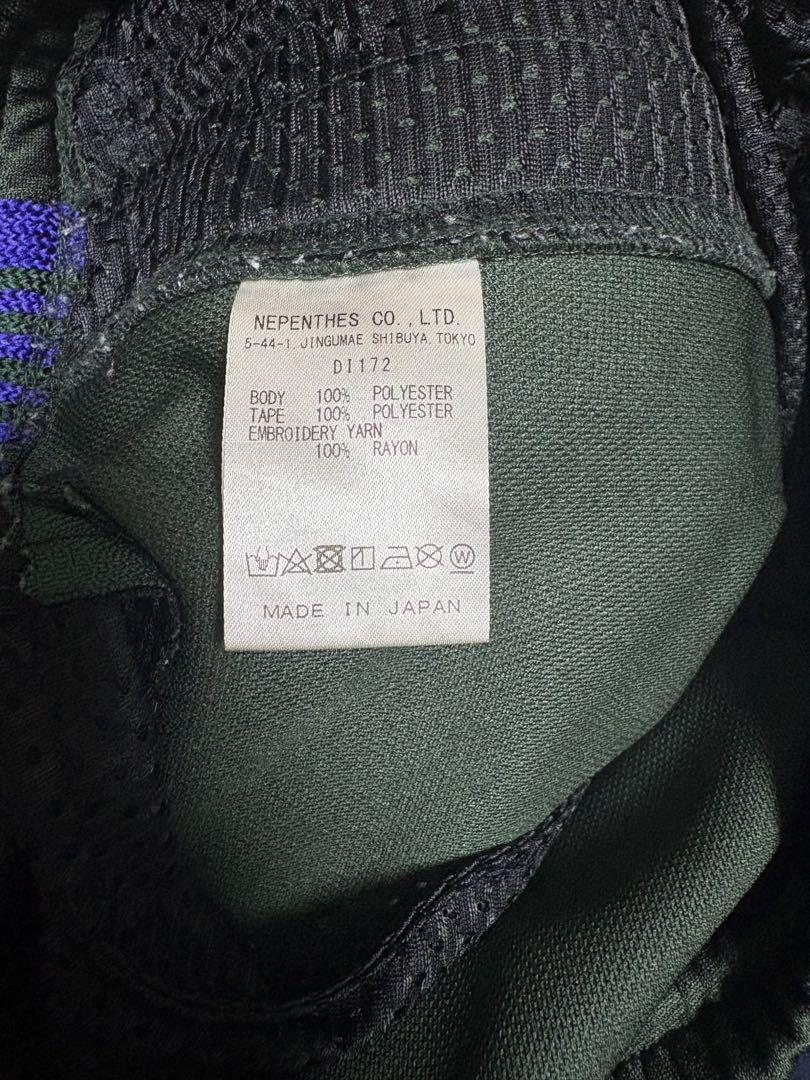 NEPENTHES CO.,LTD.
5-44-1, JINGUMAE SHIBUYA, TOKYO
DI172
BODY 100% POLYESTER
TAPE 100% POLYESTER
EMBROIDERY YARN
100% RAYON
W
MADE IN JAPAN